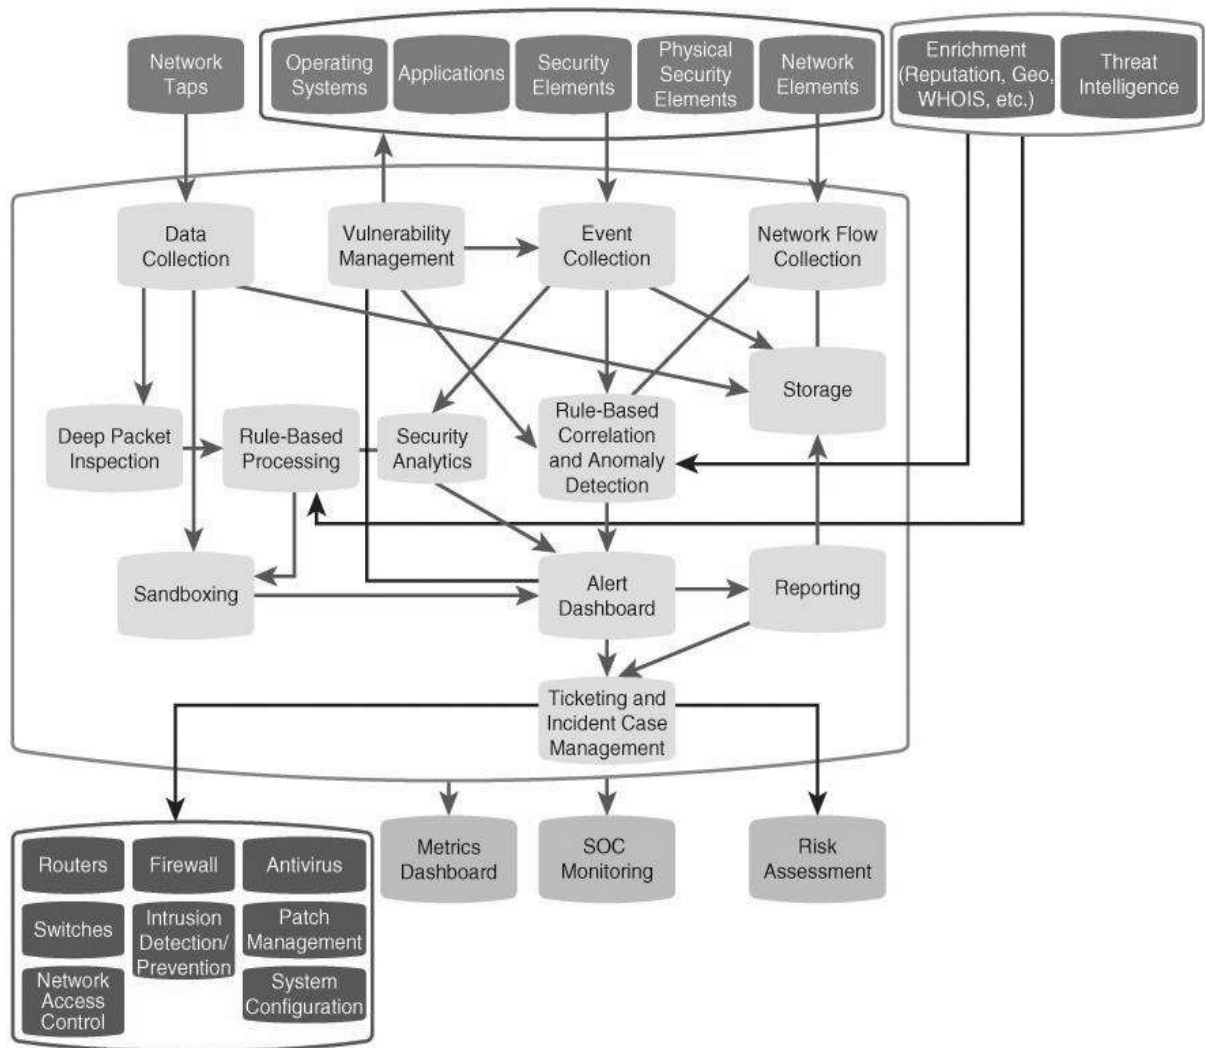 Network
Taps
Operating
Systems
Applications
Security
Elements
Physical
Security
Elements
Network
Elements
Enrichment
(Reputation, Geo,
WHOIS, etc.)
Threat
Intelligence
Data
Collection
Vulnerability
Management
Event
Collection
Network Flow
Collection
Storage
Deep Packet
Inspection
Rule-Based
Processing
Security
Analytics
Rule-Based
Correlation
and Anomaly
Detection
Sandboxing
Alert
Dashboard
Reporting
Ticketing and
Incident Case
Management
Metrics
Dashboard
SOC
Monitoring
Risk
Assessment
Routers
Firewall
Antivirus
Switches
Intrusion
Detection/
Prevention
Patch
Management
Network
Access
Control
System
Configuration